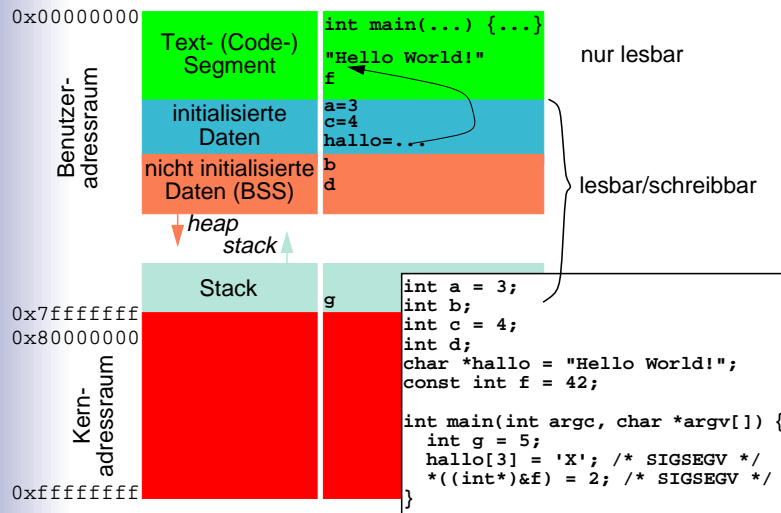 0x00000000
Benutzer-
adressraum
Text- (Code-)
Segment
int main(...) {...}
"Hello World!"
f
nur lesbar
initialisierte
Daten
a=3
c=4
hallo=...
nicht initialisierte
Daten (BSS)
b
d
lesbar/schreibbar
heap
stack
Stack
g
0x7fffffff
0x80000000
Kern-
adressraum
0xffffffff
int a = 3;
int b;
int c = 4;
int d;
char *hallo = "Hello World!";
const int f = 42;
int main(int argc, char *argv[]) {
int g = 5;
hallo[3] = 'X'; /* SIGSEGV */
*((int*)&f) = 2; /* SIGSEGV */
}